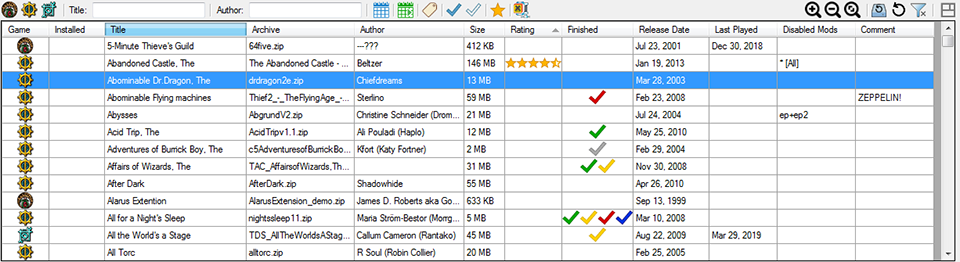 Title: Author:
Game Installed Title Archive Author Size Rating Finished Release Date Last Played Disabled Mods Comment
5-Minute Thieve's Guild 64five.zip ---??? 412 KB Jul 23, 2001 Dec 30, 2018
Abandoned Castle, The The Abandoned Castle - ... Beltzer 146 MB Jan 19, 2013 * [All]
Abominable Dr.Dragon, The drdragon2e.zip Chiefdreams 13 MB Mar 28, 2003
Abominable Flying machines Thief2_-_TheFlyingAge_-... Sterlino 59 MB Feb 23, 2008 ZEPPELIN!
Abysses AbgrundV2.zip Christine Schneider (Drom... 21 MB Jul 24, 2004 ep+ep2
Acid Trip, The AcidTripv1.1.zip Ali Pouladi (Haplo) 12 MB May 25, 2010
Adventures of Burrick Boy, The c5AdventuresofBurrickBo... Kfort (Katy Fortner) 2 MB Feb 29, 2004
Affairs of Wizards, The TAC_AffairsofWizards,Th... 31 MB Nov 30, 2008
After Dark AfterDark.zip Shadowhide 55 MB Apr 26, 2010
Alarus Extention AlarusExtention_demo.zip James D. Roberts aka Go... 633 KB Sep 13, 1999
All for a Night's Sleep nightssleep11.zip Maria Ström-Bestor (Morrg... 5 MB Mar 10, 2008
All the World's a Stage TDS_AllTheWorldsAStag... Callum Cameron (Rantako) 45 MB Aug 22, 2009 Mar 29, 2019
All Torc alltorc.zip R Soul (Robin Collier) 20 MB Feb 25, 2005